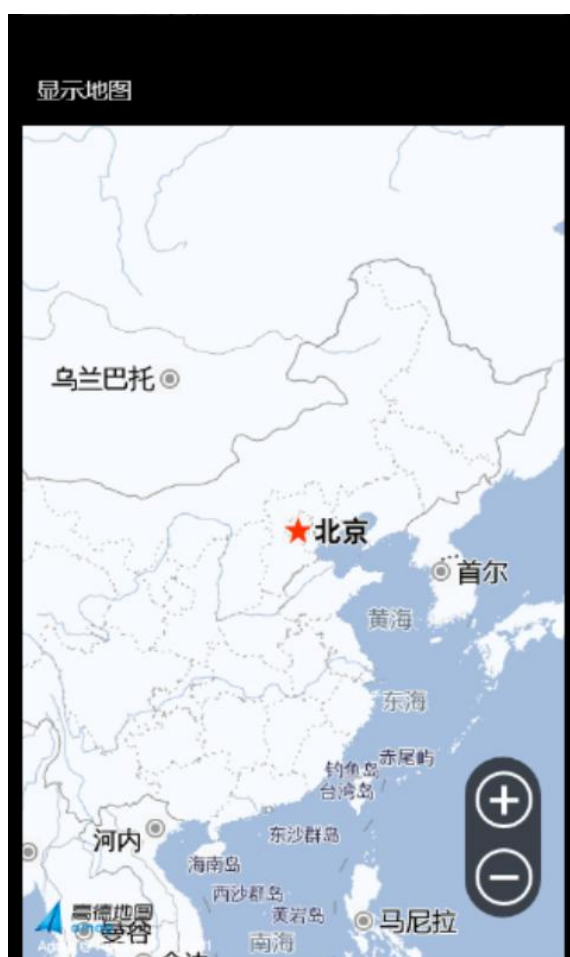 显示地图
乌兰巴托
北京
首尔
黄海
东海
赤尾屿
钓鱼岛
台湾岛
河内
东沙群岛
海南岛
西沙群岛
黄岩岛
马尼拉
高德地图
曼谷
南海